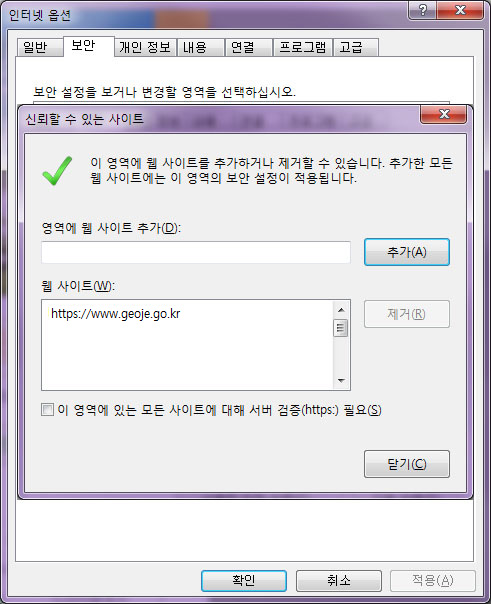 인터넷 옵션
일반 보안 개인 정보 내용 연결 프로그램 고급
보안 설정을 보거나 변경할 영역을 선택하십시오.
신뢰할 수 있는 사이트
이 영역에 웹 사이트를 추가하거나 제거할 수 있습니다. 추가한 모든
웹 사이트에는 이 영역의 보안 설정이 적용됩니다.
영역에 웹 사이트 추가(D):
추가(A)
웹 사이트(W):
https://www.geoje.go.kr
제거(R)
이 영역에 있는 모든 사이트에 대해 서버 검증(https:) 필요(S)
닫기(C)
확인 취소 적용(A)